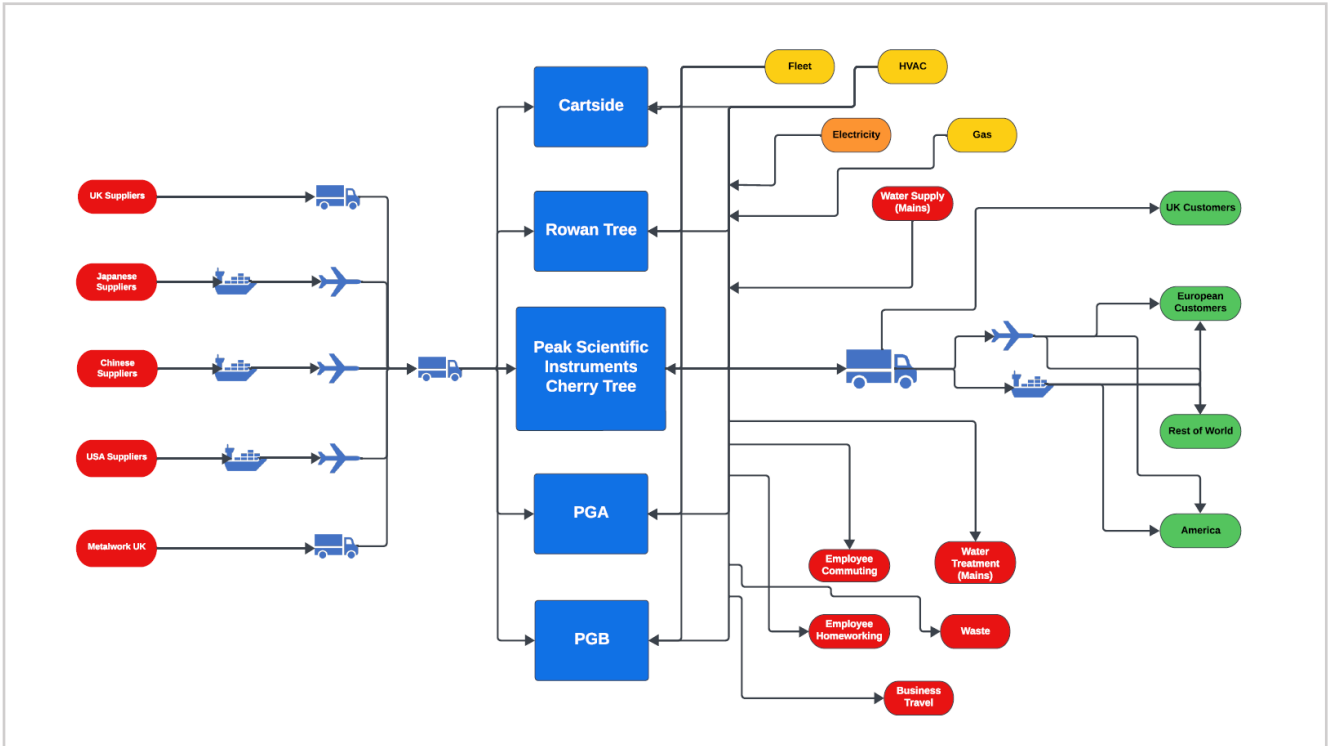 Fleet
HVAC
Cartside
Electricity
Gas
UK Suppliers
Water Supply
(Mains)
UK Customers
Rowan Tree
Japanese
Suppliers
European
Customers
Peak Scientific
Instruments
Cherry Tree
Chinese
Suppliers
Rest of World
USA Suppliers
PGA
America
Metalwork UK
Employee
Commuting
Water
Treatment
(Mains)
PGB
Employee
Homeworking
Waste
Business
Travel